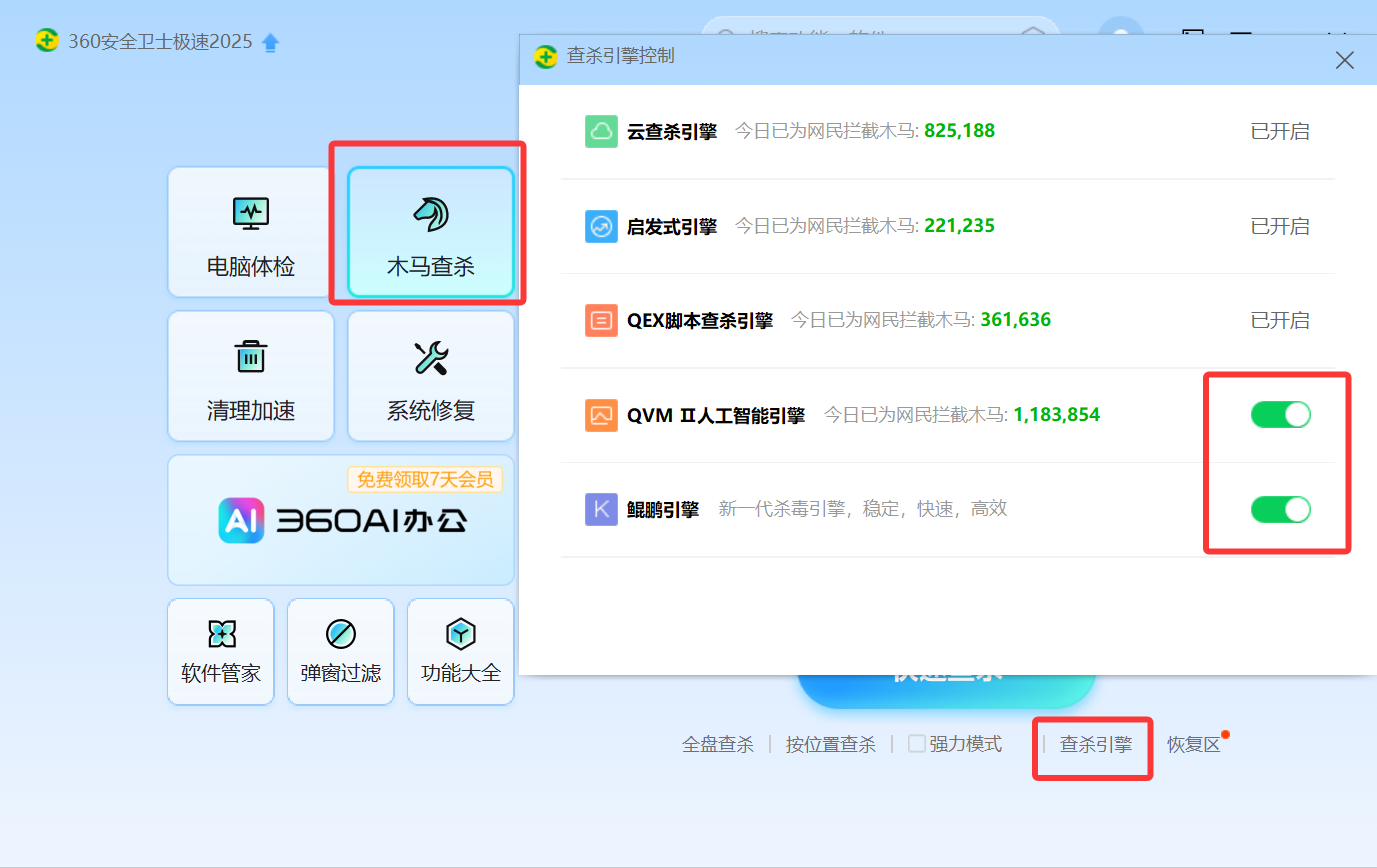 360安全卫士极速2025
查杀引擎控制
云查杀引擎 今日已为网民拦截木马: 825,188 已开启
启发式引擎 今日已为网民拦截木马: 221,235 已开启
QEX脚本查杀引擎 今日已为网民拦截木马: 361,636 已开启
QVM II人工智能引擎 今日已为网民拦截木马: 1,183,854
K 鲲鹏引擎 新一代杀毒引擎，稳定，快速，高效
电脑体检 木马查杀
清理加速 系统修复
免费领取7天会员
AI 360AI办公
软件管家 弹窗过滤 功能大全
全盘查杀 按位置查杀 强力模式 查杀引擎 恢复区